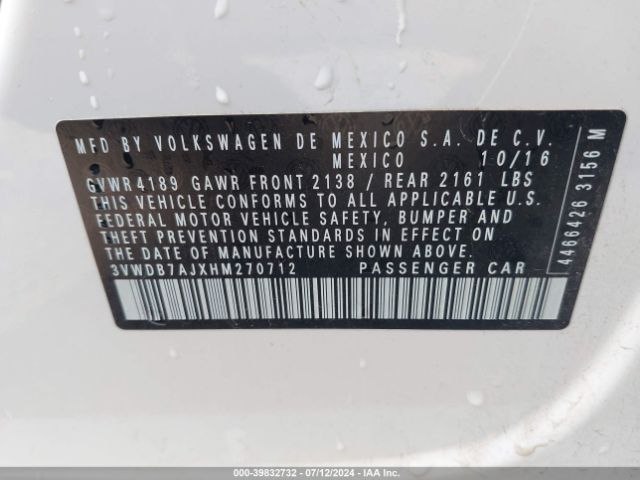 MFD BY VOLKSWAGEN DE MEXICO S.A. DE C.V.
MEXICO 10/16
GVWR 4189 GAWR FRONT 2138 / REAR 2161 LBS
THIS VEHICLE CONFORMS TO ALL APPLICABLE U.S.
FEDERAL MOTOR VEHICLE SAFETY, BUMPER AND
THEFT PREVENTION STANDARDS IN EFFECT ON
THE DATE OF MANUFACTURE SHOWN ABOVE.
3VWDB7AJXHM270712 PASSENGER CAR
4466426 3156 M
000-39832732 - 07/12/2024 - IAA Inc.